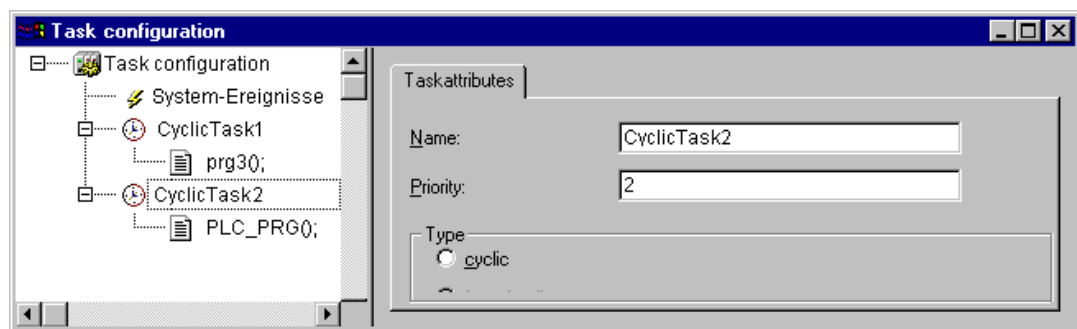 Task configuration
Task configuration
System-Ereignisse
CyclicTask1
prg3();
CyclicTask2
PLC_PRG();
Taskattributes
Name: CyclicTask2
Priority: 2
Type
cyclic